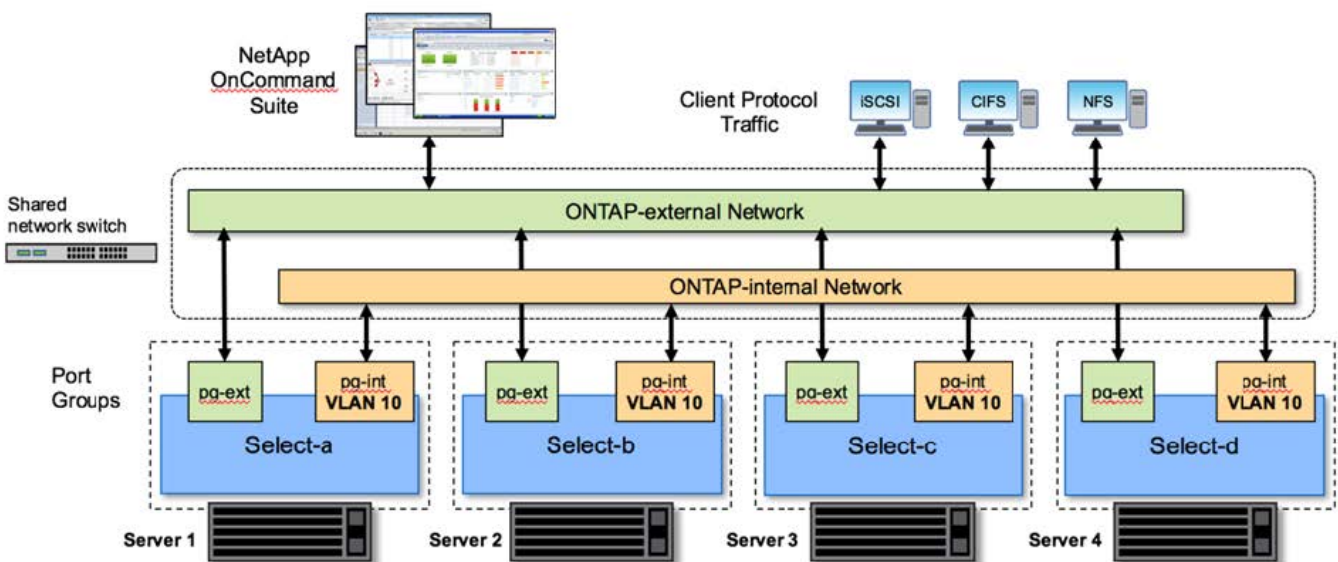 NetApp
OnCommand
Suite
Client Protocol
Traffic
iSCSI
CIFS
NFS
Shared
network switch
ONTAP-external Network
ONTAP-internal Network
Port
Groups
pg-ext
pg-int
VLAN 10
pg-ext
pg-int
VLAN 10
pg-ext
pg-int
VLAN 10
pg-ext
pg-int
VLAN 10
Select-a
Select-b
Select-c
Select-d
Server 1
Server 2
Server 3
Server 4